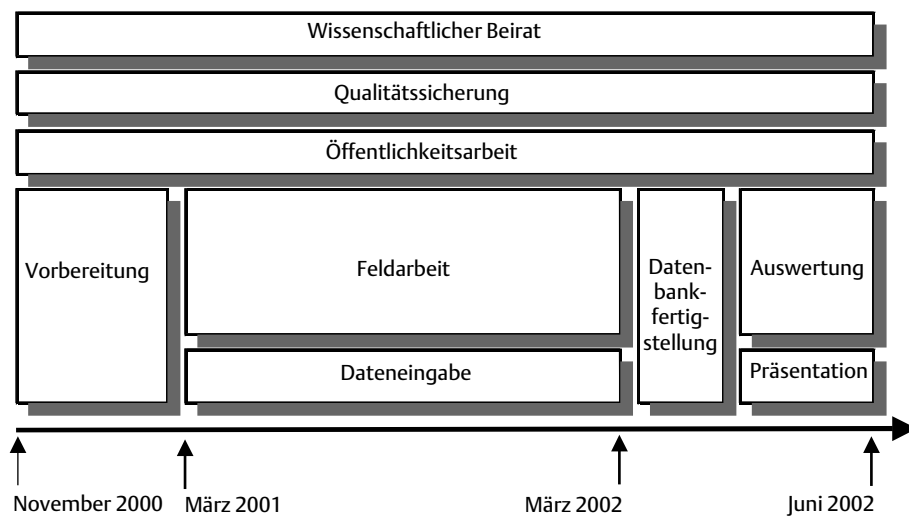 Wissenschaftlicher Beirat
Qualitätssicherung
Öffentlichkeitsarbeit
Vorbereitung
Feldarbeit
Daten-
bank-
fertig-
stellung
Auswertung
Dateneingabe
Präsentation
November 2000
März 2001
März 2002
Juni 2002